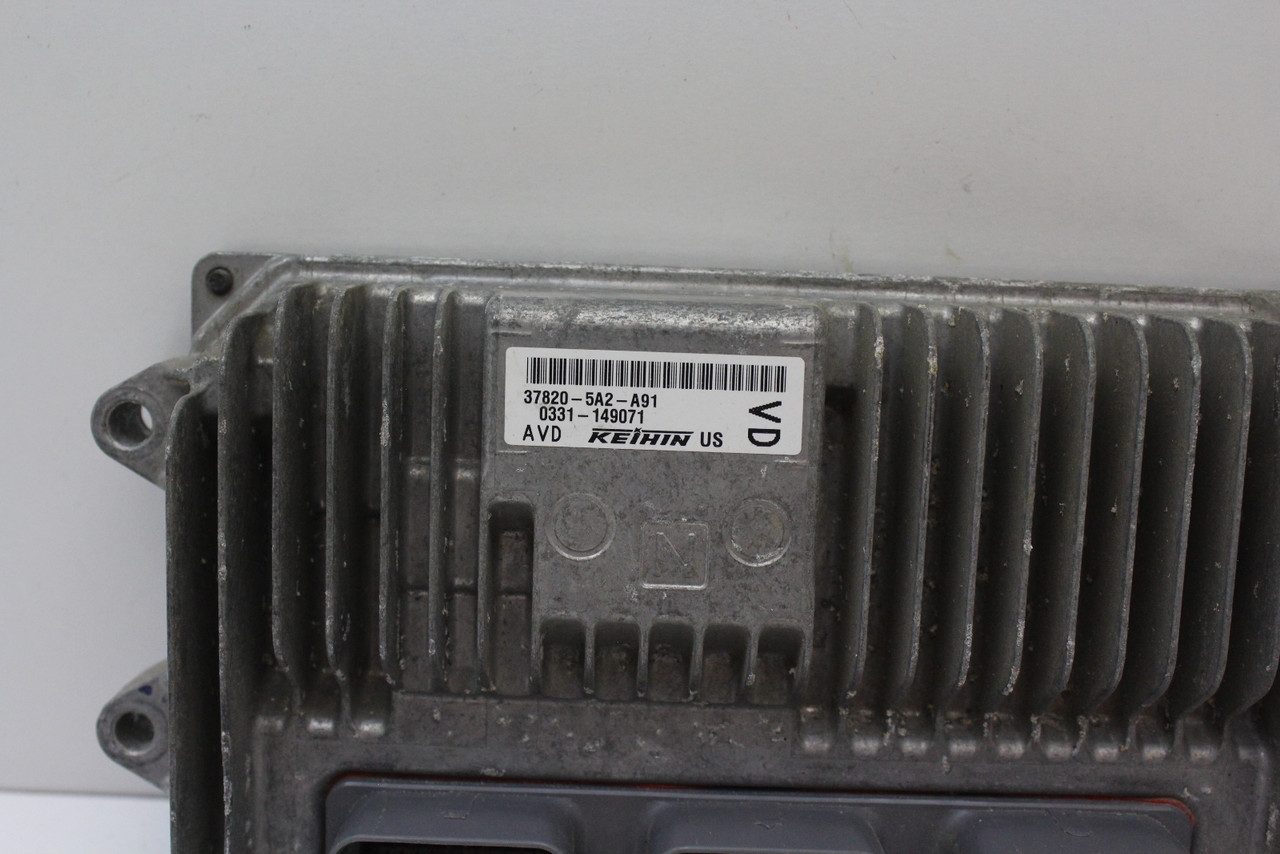 37820-5A2-A91
0331-149071
AVD KEIHIN US
VD
N